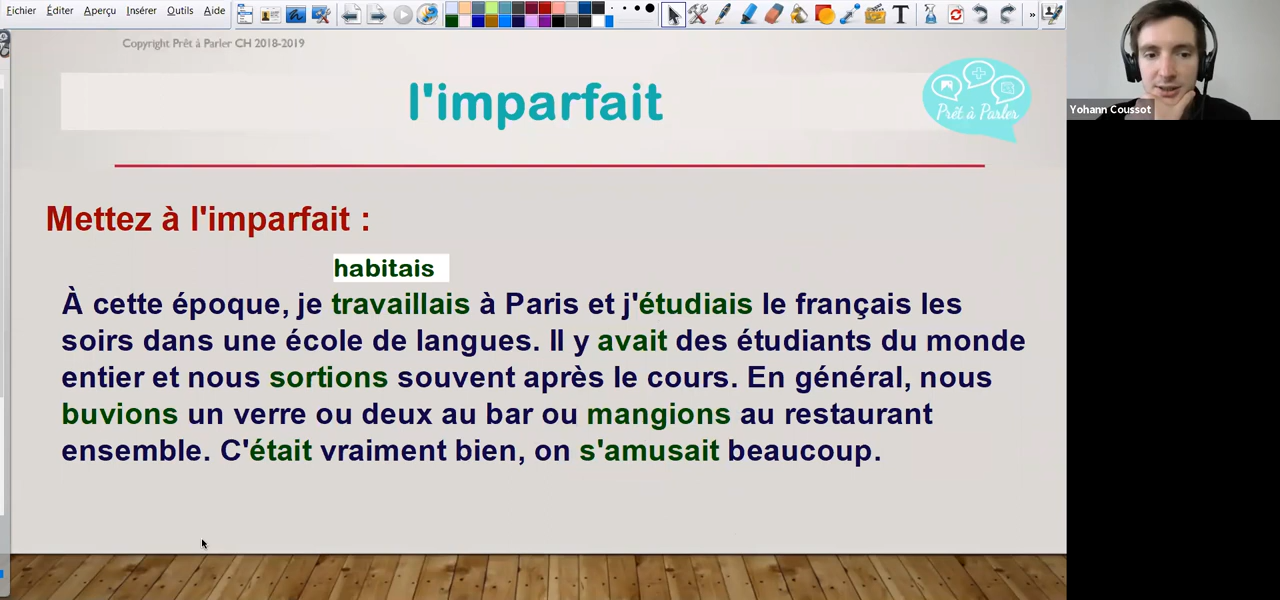 Fichier Éditer Aperçu Insérer Outils Aide
»
Copyright Prêt à Parler CH 2018-2019
l'imparfait
Prêt à Parler
Yohann Coussot
Mettez à l'imparfait :
habitais
À cette époque, je travaillais à Paris et j'étudiais le français les
soirs dans une école de langues. Il y avait des étudiants du monde
entier et nous sortions souvent après le cours. En général, nous
buvions un verre ou deux au bar ou mangions au restaurant
ensemble. C'était vraiment bien, on s'amusait beaucoup.